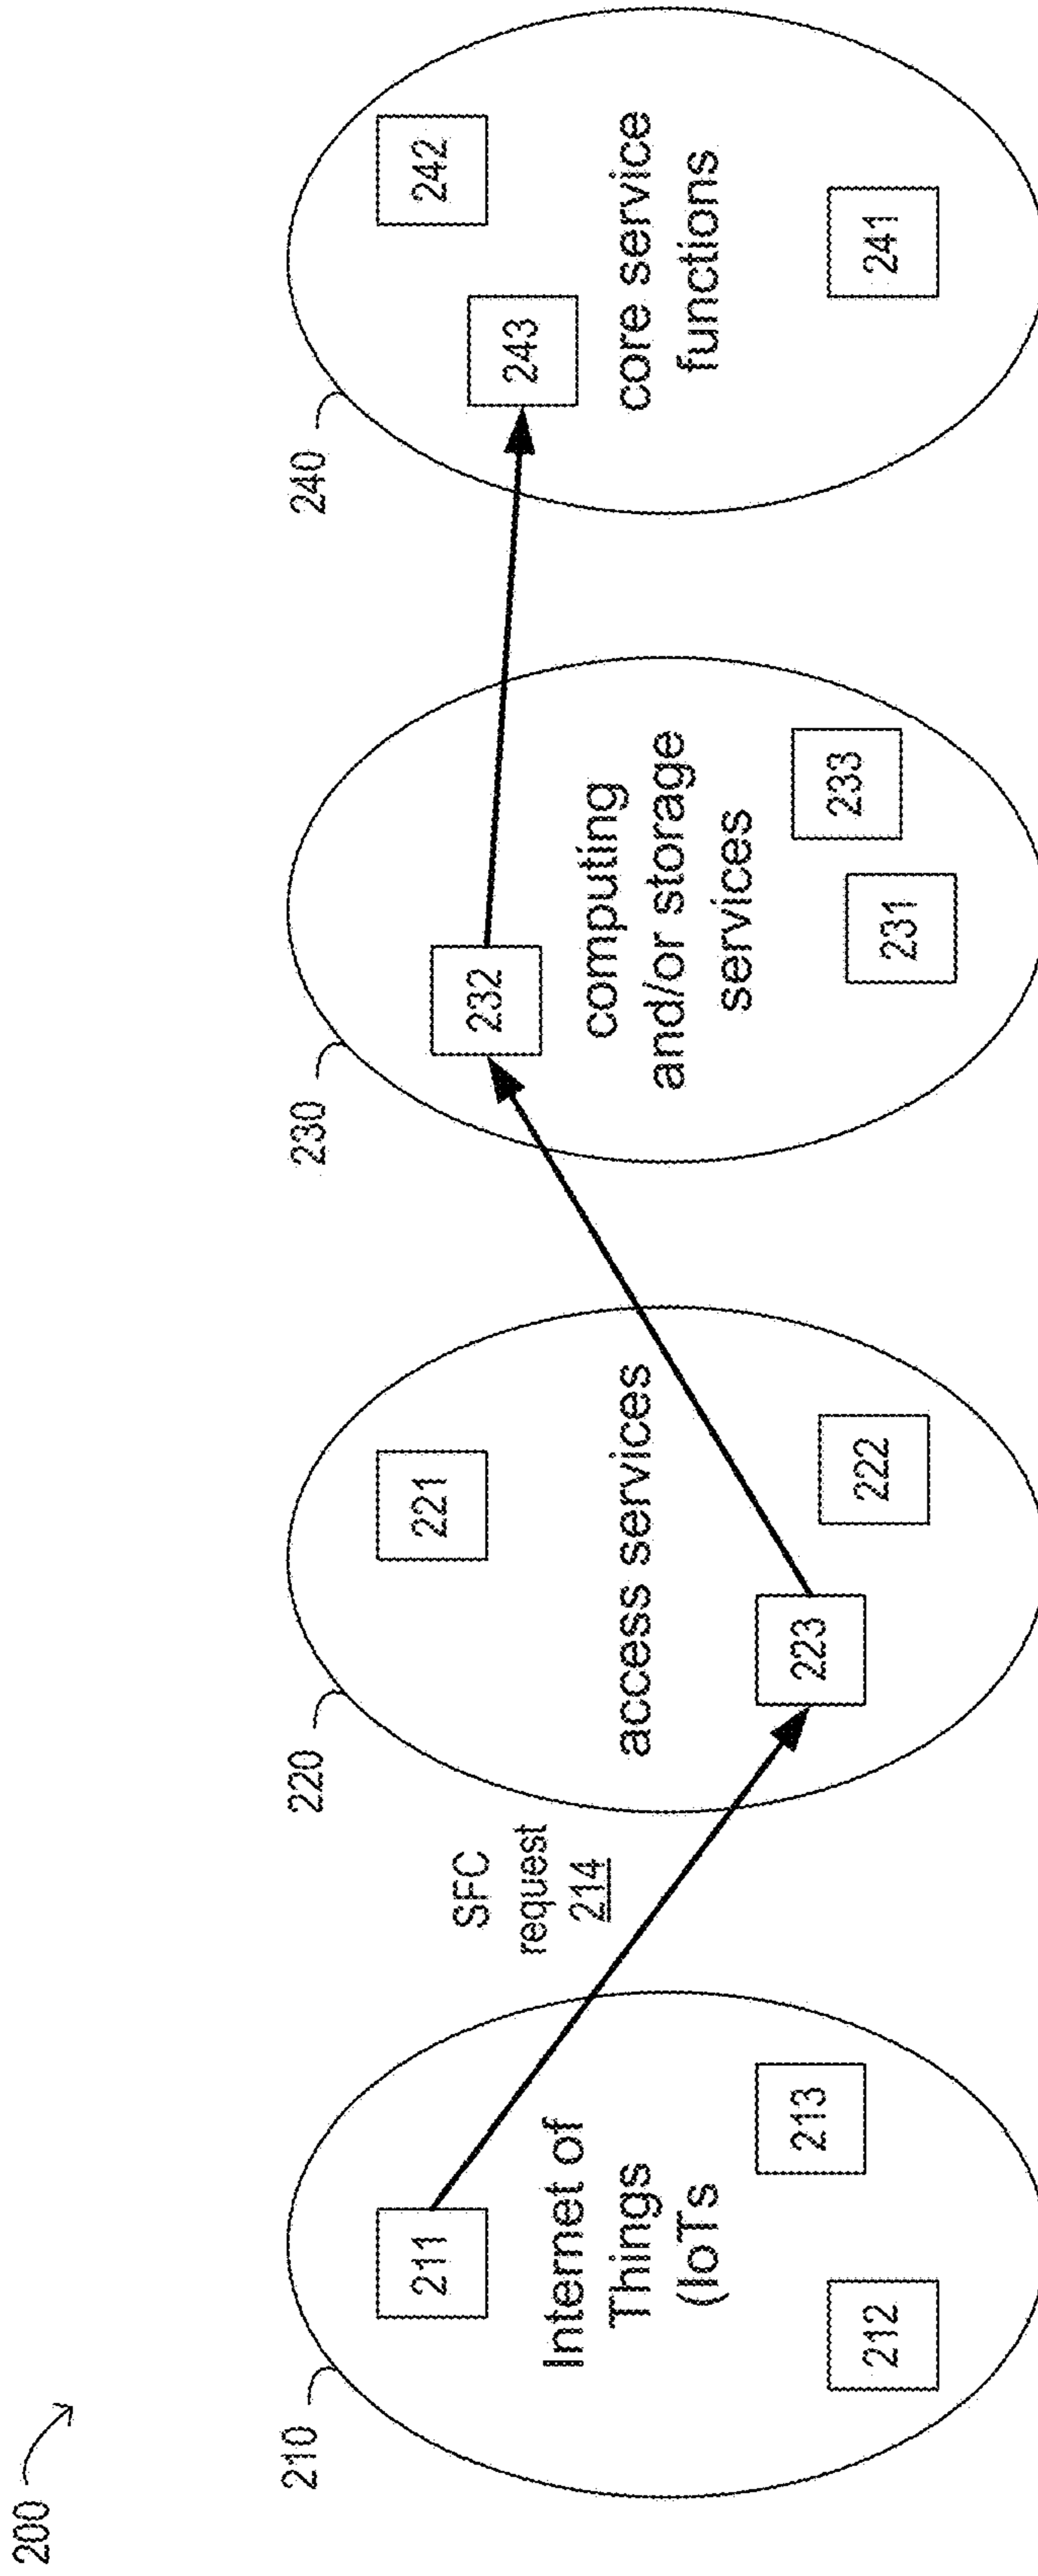 200
210
211
Internet of
Things
(IoTs
212
213
SFC
request
214
220
221
access services
223
222
230
232
computing
and/or storage
services
231
233
240
242
243
core service
functions
241